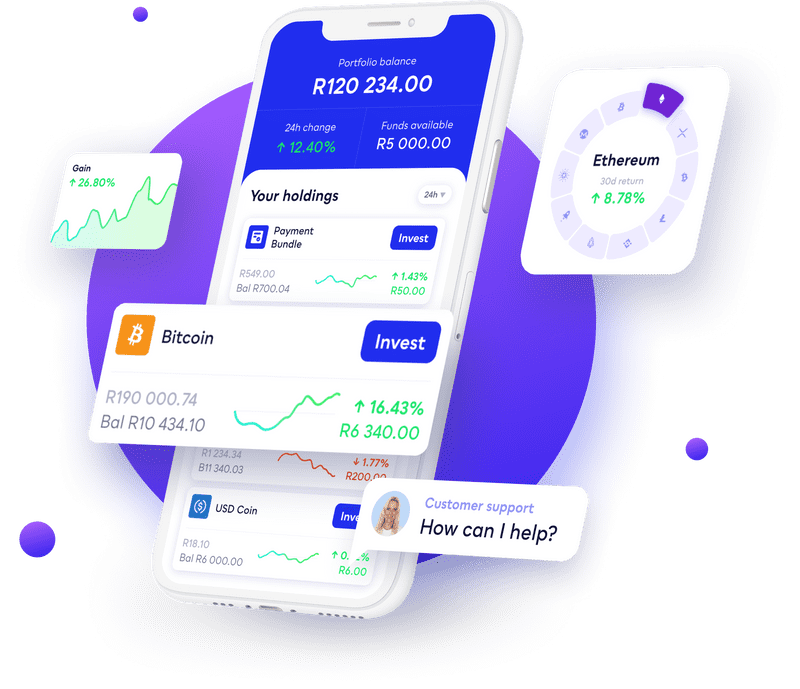 Portfolio balance
R120 234.00
24h change
↑ 12.40%
Funds available
R5 000.00
Gain
↑ 26.80%
Ethereum
30d return
↑ 8.78%
Your holdings
24h ▼
Payment
Bundle
Invest
R549.00
Bal R700.04
↑ 1.43%
R50.00
Bitcoin
Invest
R190 000.74
Bal R10 434.10
↑ 16.43%
R6 340.00
R1 234.34
B11 340.03
↓ 1.77%
R200.00
USD Coin
R18.10
Bal R6 000.00
R6.00
Customer support
How can I help?